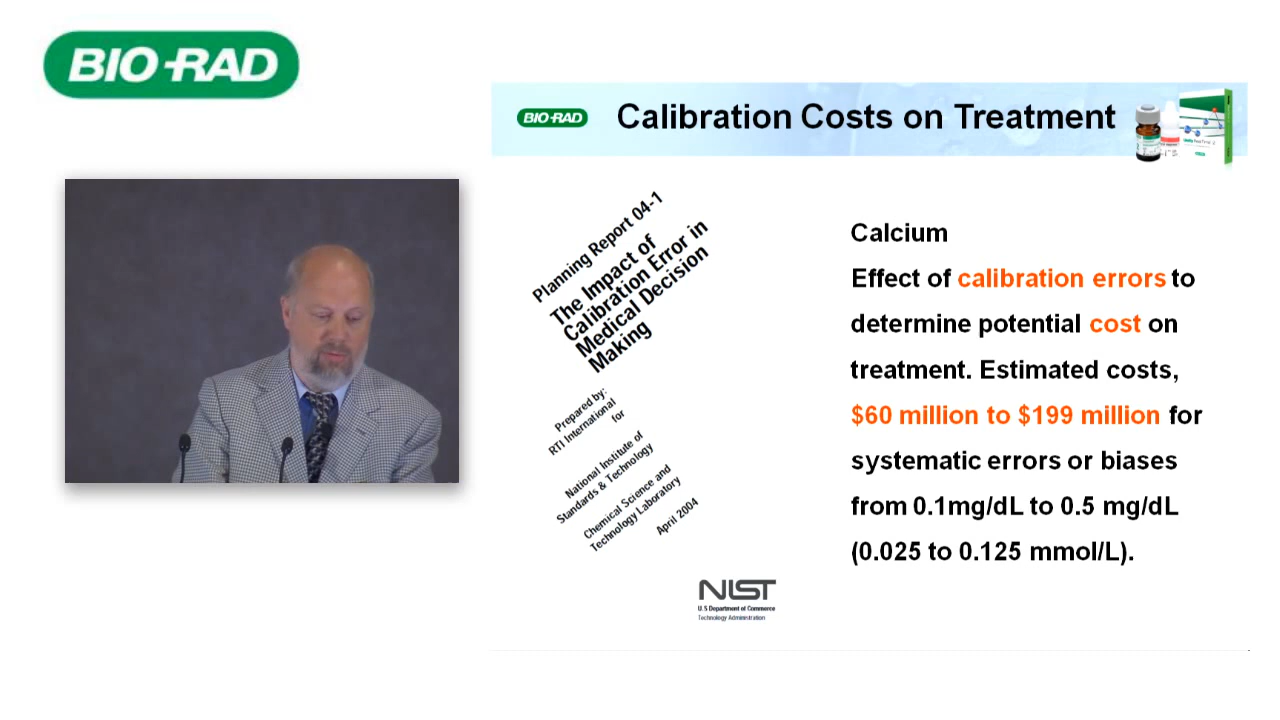 BIO-RAD
BIO-RAD
Calibration Costs on Treatment
Planning Report 04-1
The Impact of
Calibration Error in
Medical Decision
Making
Prepared by:
RTI International
for
National Institute of
Standards & Technology
Chemical Science and
Technology Laboratory
April 2004
NIST
U.S Department of Commerce
Technology Administration
Calcium
Effect of calibration errors to
determine potential cost on
treatment. Estimated costs,
$60 million to $199 million for
systematic errors or biases
from 0.1mg/dL to 0.5 mg/dL
(0.025 to 0.125 mmol/L).